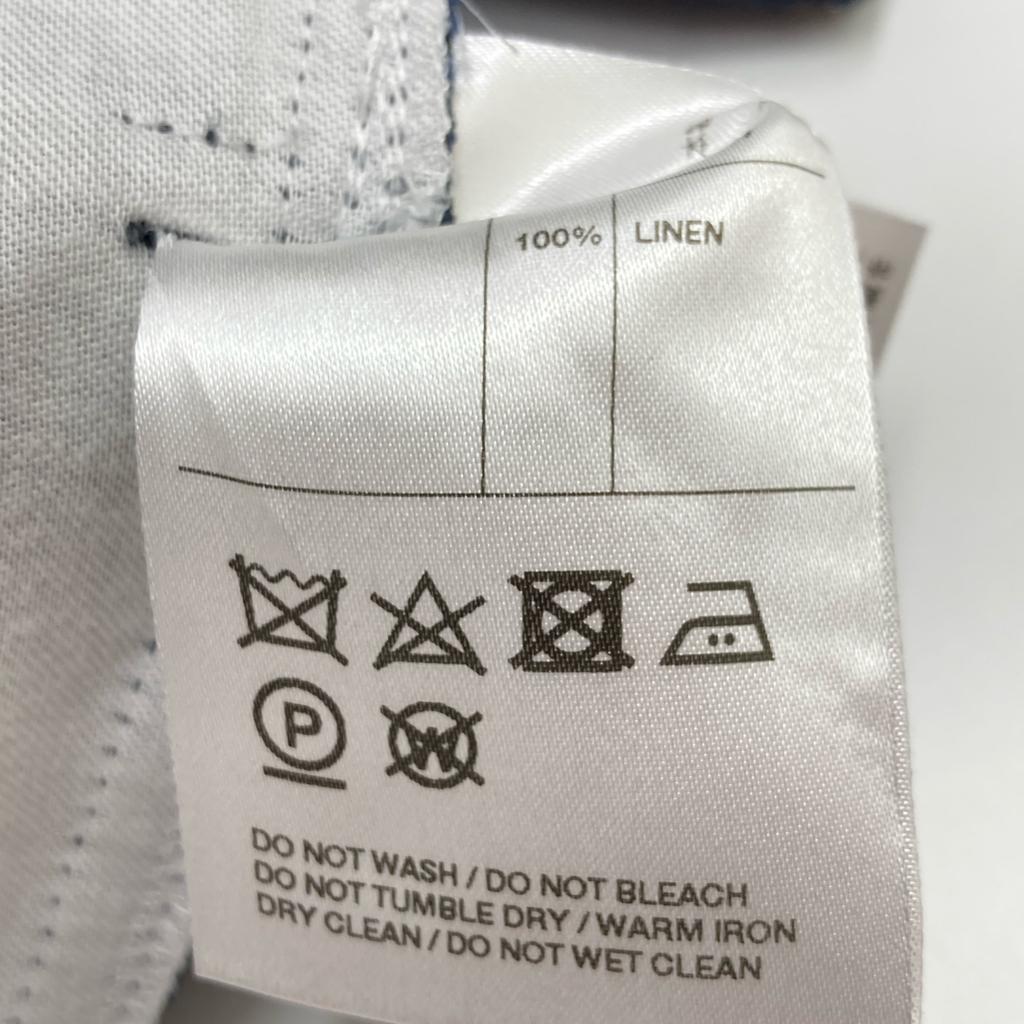 100% LINEN
P
W
DO NOT WASH / DO NOT BLEACH
DO NOT TUMBLE DRY / WARM IRON
DRY CLEAN / DO NOT WET CLEAN